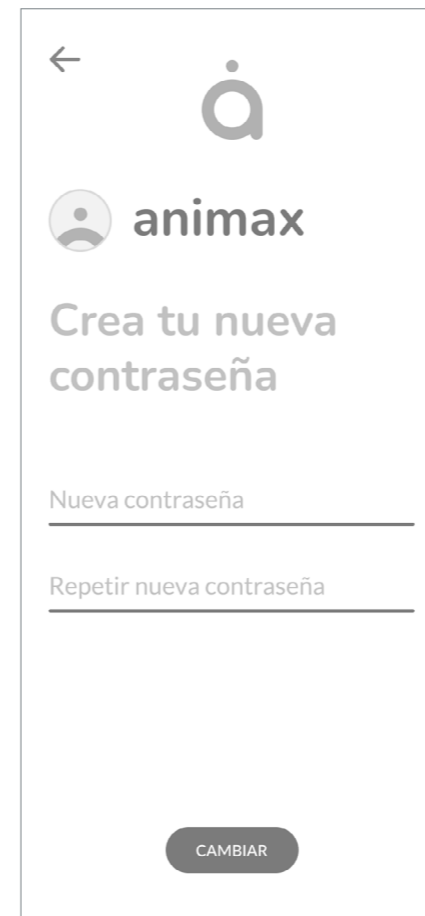 animax
Crea tu nueva
contraseña
Nueva contraseña
Repetir nueva contraseña
CAMBIAR